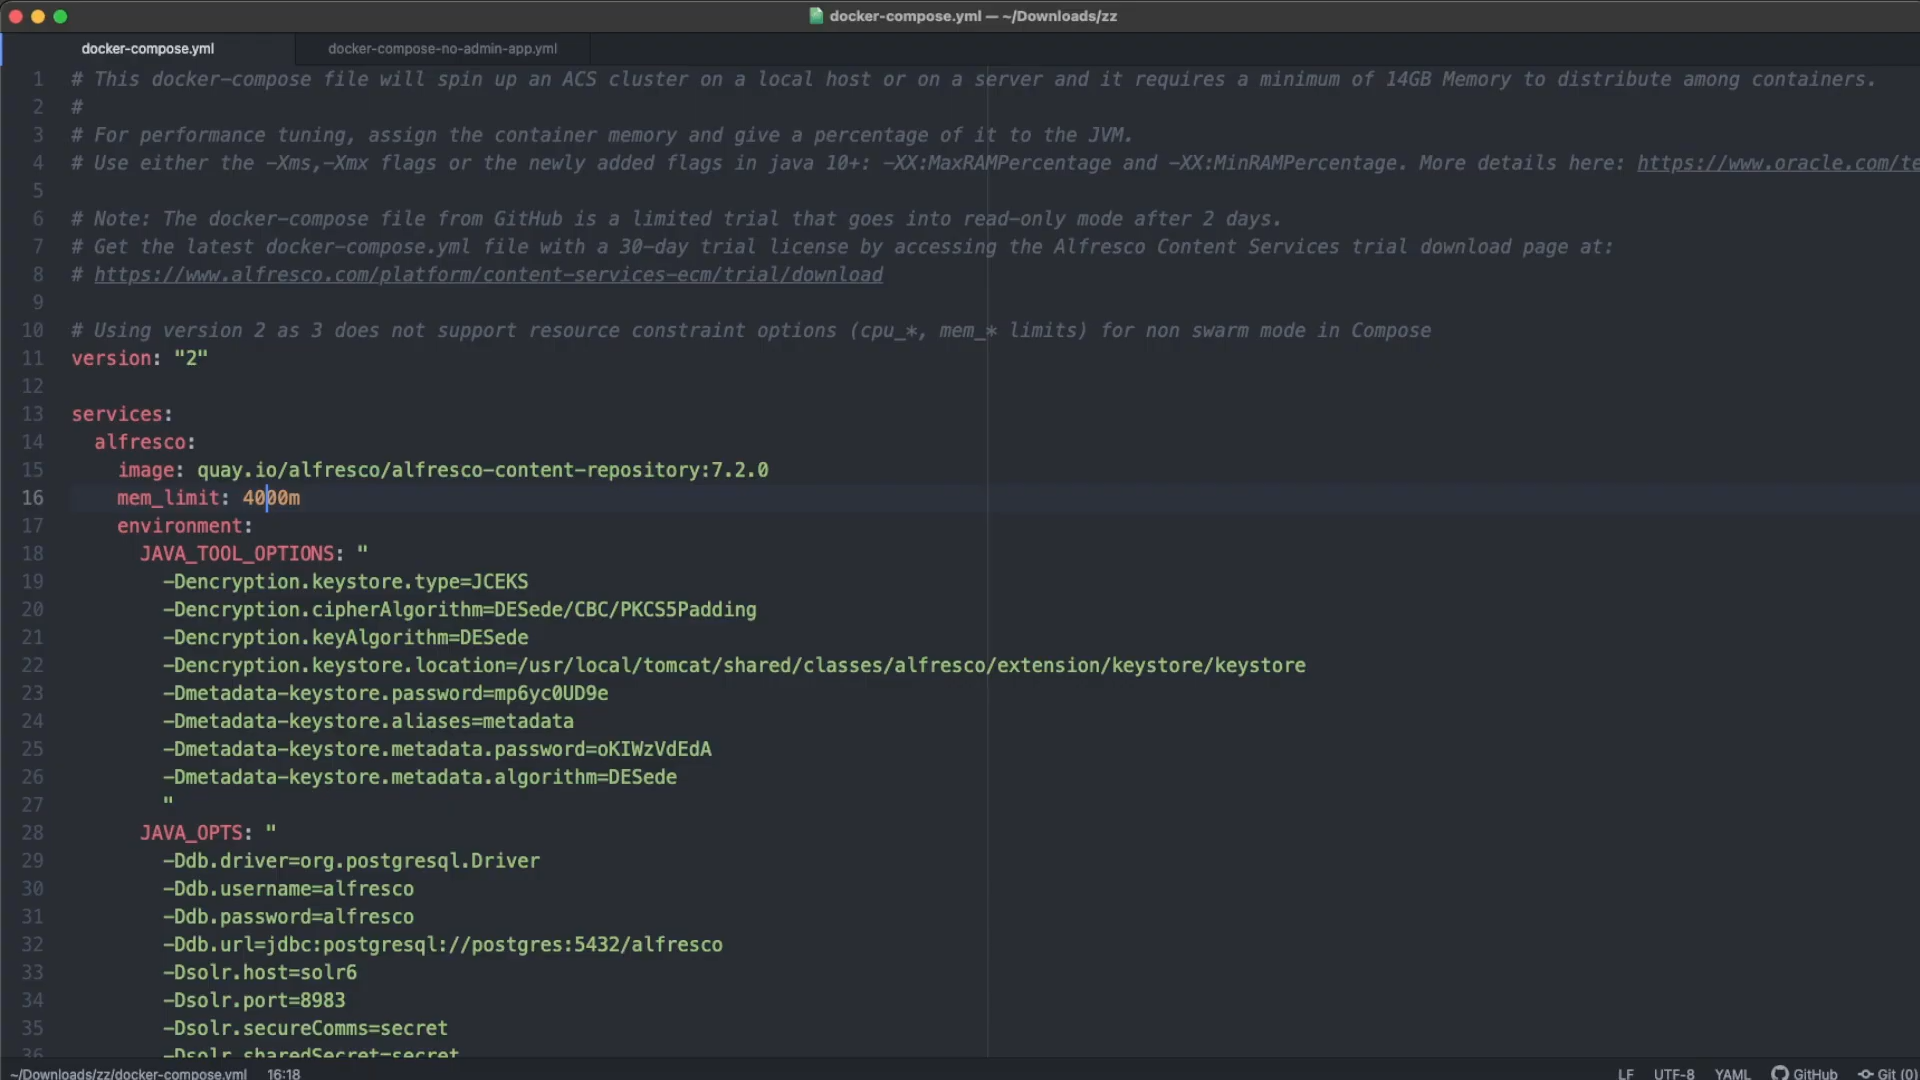 docker-compose.yml — ~/Downloads/zz
docker-compose.yml
docker-compose-no-admin-app.yml
1 # This docker-compose file will spin up an ACS cluster on a local host or on a server and it requires a minimum of 14GB Memory to distribute among containers.
2 #
3 # For performance tuning, assign the container memory and give a percentage of it to the JVM.
4 # Use either the -Xms,-Xmx flags or the newly added flags in java 10+: -XX:MaxRAMPercentage and -XX:MinRAMPercentage. More details here: https://www.oracle.com/te
5
6 # Note: The docker-compose file from GitHub is a limited trial that goes into read-only mode after 2 days.
7 # Get the latest docker-compose.yml file with a 30-day trial license by accessing the Alfresco Content Services trial download page at:
8 # https://www.alfresco.com/platform/content-services-ecm/trial/download
9
10 # Using version 2 as 3 does not support resource constraint options (cpu_*, mem_* limits) for non swarm mode in Compose
11 version: "2"
12
13 services:
14 alfresco:
15 image: quay.io/alfresco/alfresco-content-repository:7.2.0
16 mem_limit: 4000m
17 environment:
18 JAVA_TOOL_OPTIONS: "
19 -Dencryption.keystore.type=JCEKS
20 -Dencryption.cipherAlgorithm=DESede/CBC/PKCS5Padding
21 -Dencryption.keyAlgorithm=DESede
22 -Dencryption.keystore.location=/usr/local/tomcat/shared/classes/alfresco/extension/keystore/keystore
23 -Dmetadata-keystore.password=mp6yc0UD9e
24 -Dmetadata-keystore.aliases=metadata
25 -Dmetadata-keystore.metadata.password=oKIWzVdEdA
26 -Dmetadata-keystore.metadata.algorithm=DESede
27 "
28 JAVA_OPTS: "
29 -Ddb.driver=org.postgresql.Driver
30 -Ddb.username=alfresco
31 -Ddb.password=alfresco
32 -Ddb.url=jdbc:postgresql://postgres:5432/alfresco
33 -Dsolr.host=solr6
34 -Dsolr.port=8983
35 -Dsolr.secureComms=secret
36 -Dsolr.sharedSecret=secret
~/Downloads/zz/docker-compose.yml 16:18 LF UTF-8 YAML GitHub Git (0)